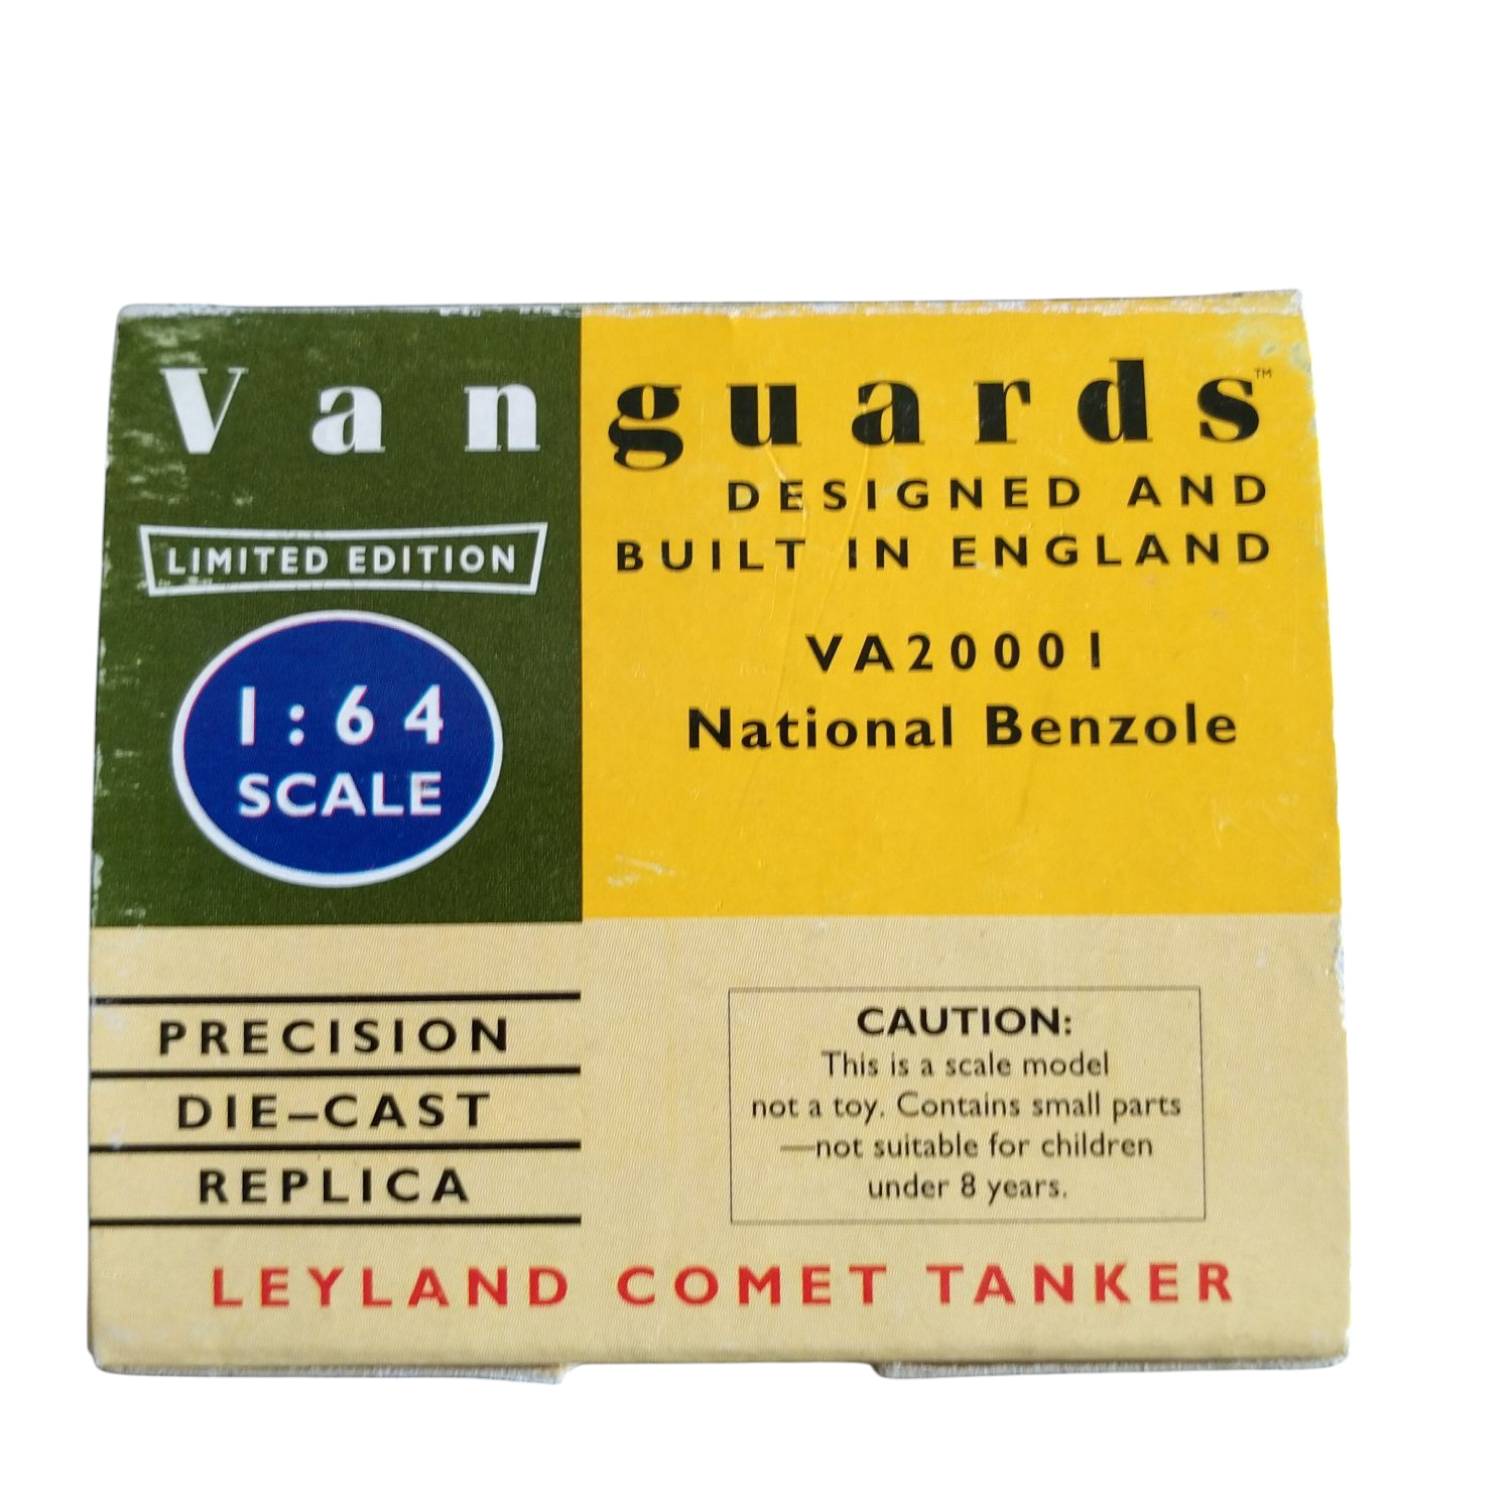 Vanguards™
DESIGNED AND
BUILT IN ENGLAND
LIMITED EDITION
1:64
SCALE
VA20001
National Benzole
PRECISION
DIE–CAST
REPLICA
CAUTION:
This is a scale model
not a toy. Contains small parts
—not suitable for children
under 8 years.
LEYLAND COMET TANKER